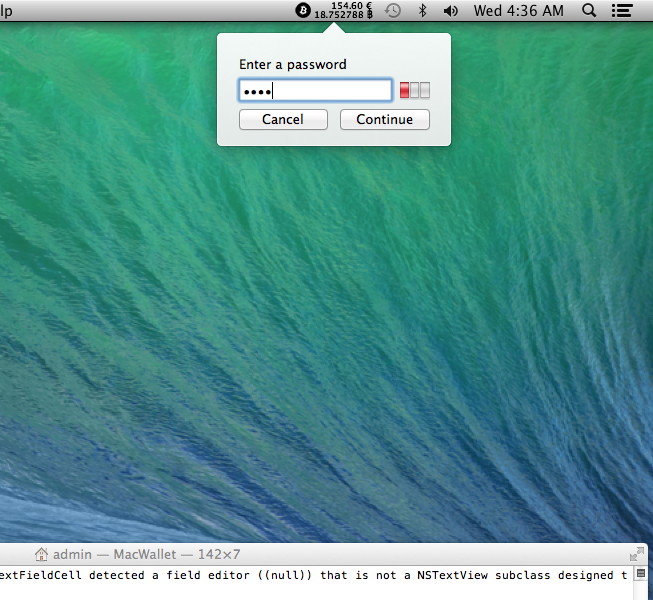 lp 154.60 € Wed 4:36 AM
18.752788 ฿
Enter a password
Cancel Continue
admin — MacWallet — 142×7
extFieldCell detected a field editor ((null)) that is not a NSTextView subclass designed t